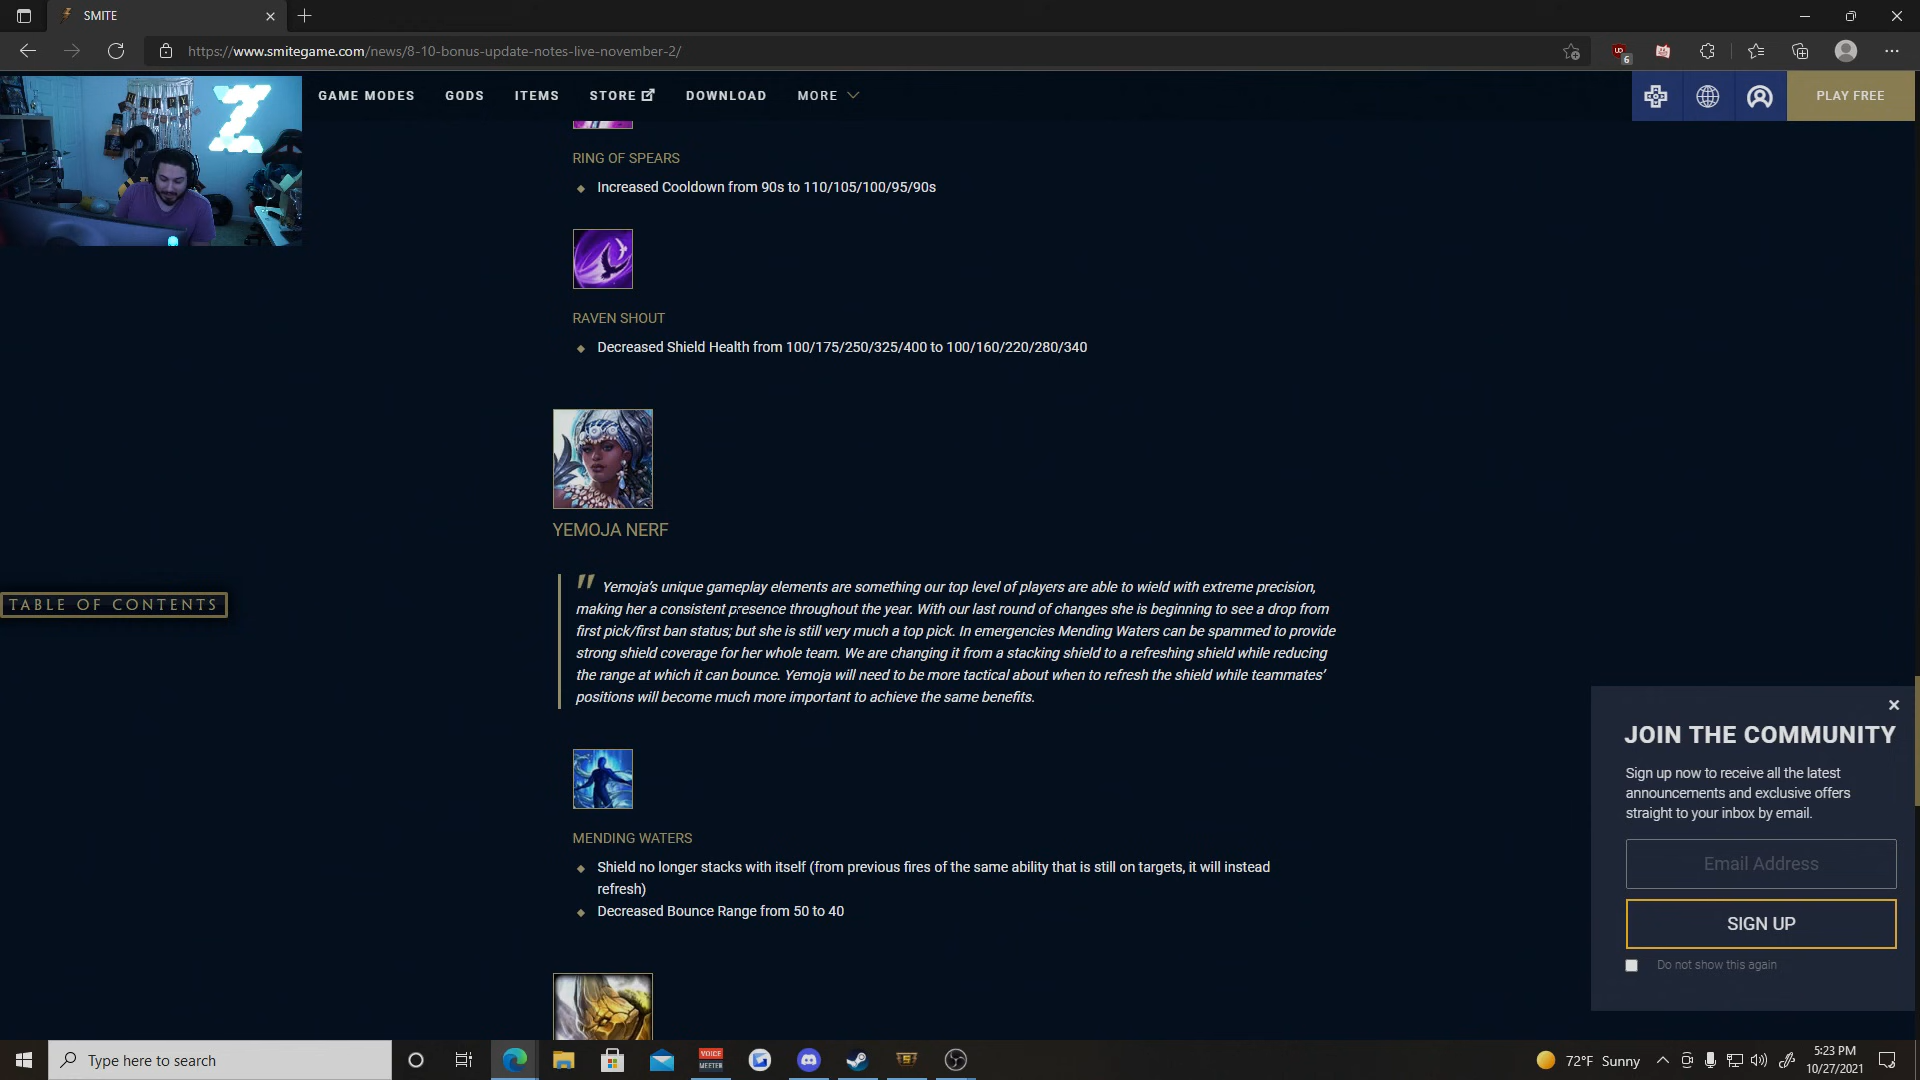 SMITE
https://www.smitegame.com/news/8-10-bonus-update-notes-live-november-2/
6
GAME MODES
GODS
ITEMS
STORE
DOWNLOAD
MORE
PLAY FREE
Z
RING OF SPEARS
Increased Cooldown from 90s to 110/105/100/95/90s
RAVEN SHOUT
Decreased Shield Health from 100/175/250/325/400 to 100/160/220/280/340
YEMOJA NERF
TABLE OF CONTENTS
" Yemoja's unique gameplay elements are something our top level of players are able to wield with extreme precision,
making her a consistent presence throughout the year. With our last round of changes she is beginning to see a drop from
first pick/first ban status; but she is still very much a top pick. In emergencies Mending Waters can be spammed to provide
strong shield coverage for her whole team. We are changing it from a stacking shield to a refreshing shield while reducing
the range at which it can bounce. Yemoja will need to be more tactical about when to refresh the shield while teammates'
positions will become much more important to achieve the same benefits.
MENDING WATERS
Shield no longer stacks with itself (from previous fires of the same ability that is still on targets, it will instead
refresh)
Decreased Bounce Range from 50 to 40
JOIN THE COMMUNITY
Sign up now to receive all the latest
announcements and exclusive offers
straight to your inbox by email.
Email Address
SIGN UP
Do not show this again
Type here to search
VOICE
MEETER
72°F Sunny
5:23 PM
10/27/2021